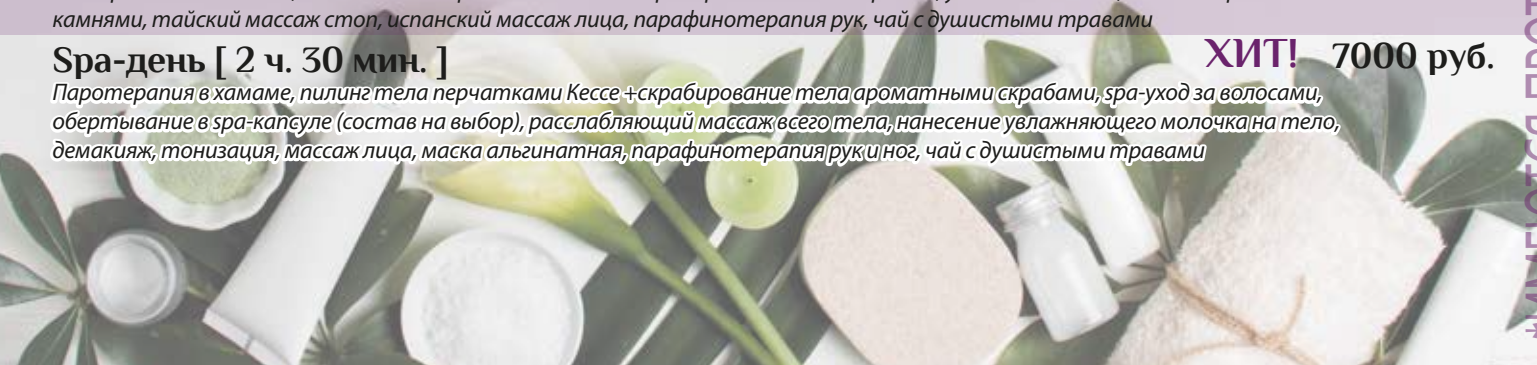 камнями, тайский массаж стоп, испанский массаж лица, парафинотерапия рук, чай с душистыми травами
Spa-день [ 2 ч. 30 мин. ] ХИТ! 7000 руб.
Паротерапия в хамаме, пилинг тела перчатками Кессе +скрабирование тела ароматными скрабами, spa-уход за волосами,
обертывание в spa-капсуле (состав на выбор), расслабляющий массаж всего тела, нанесение увлажняющего молочка на тело,
демакияж, тонизация, массаж лица, маска альгинатная, парафинотерапия рук и ног, чай с душистыми травами